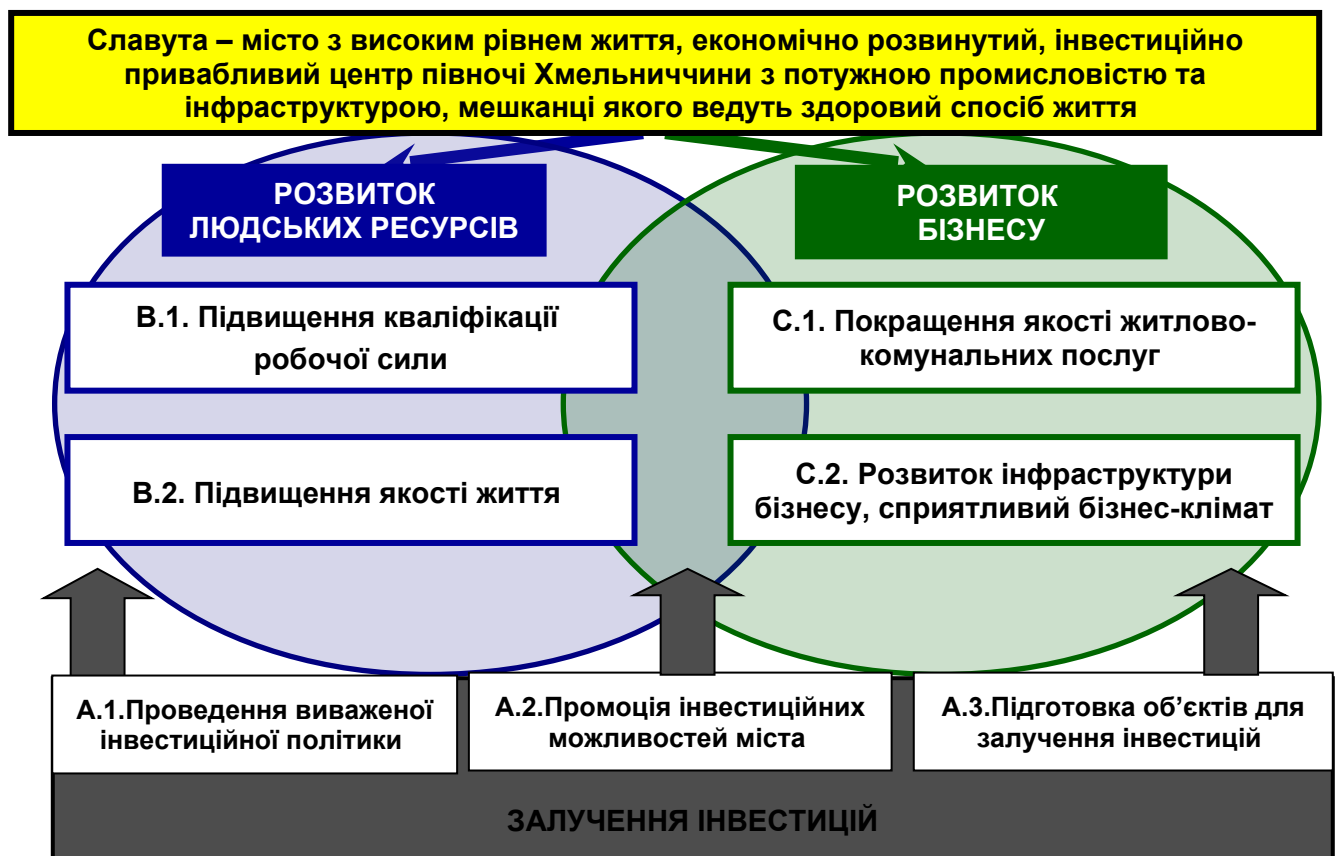 Славута – місто з високим рівнем життя, економічно розвинутий, інвестиційно
привабливий центр півночі Хмельниччини з потужною промисловістю та
інфраструктурою, мешканці якого ведуть здоровий спосіб життя
РОЗВИТОК
ЛЮДСЬКИХ РЕСУРСІВ
РОЗВИТОК
БІЗНЕСУ
В.1. Підвищення кваліфікації
робочої сили
С.1. Покращення якості житлово-
комунальних послуг
В.2. Підвищення якості життя
С.2. Розвиток інфраструктури
бізнесу, сприятливий бізнес-клімат
А.1.Проведення виваженої
інвестиційної політики
А.2.Промоція інвестиційних
можливостей міста
А.3.Підготовка об’єктів для
залучення інвестицій
ЗАЛУЧЕННЯ ІНВЕСТИЦІЙ